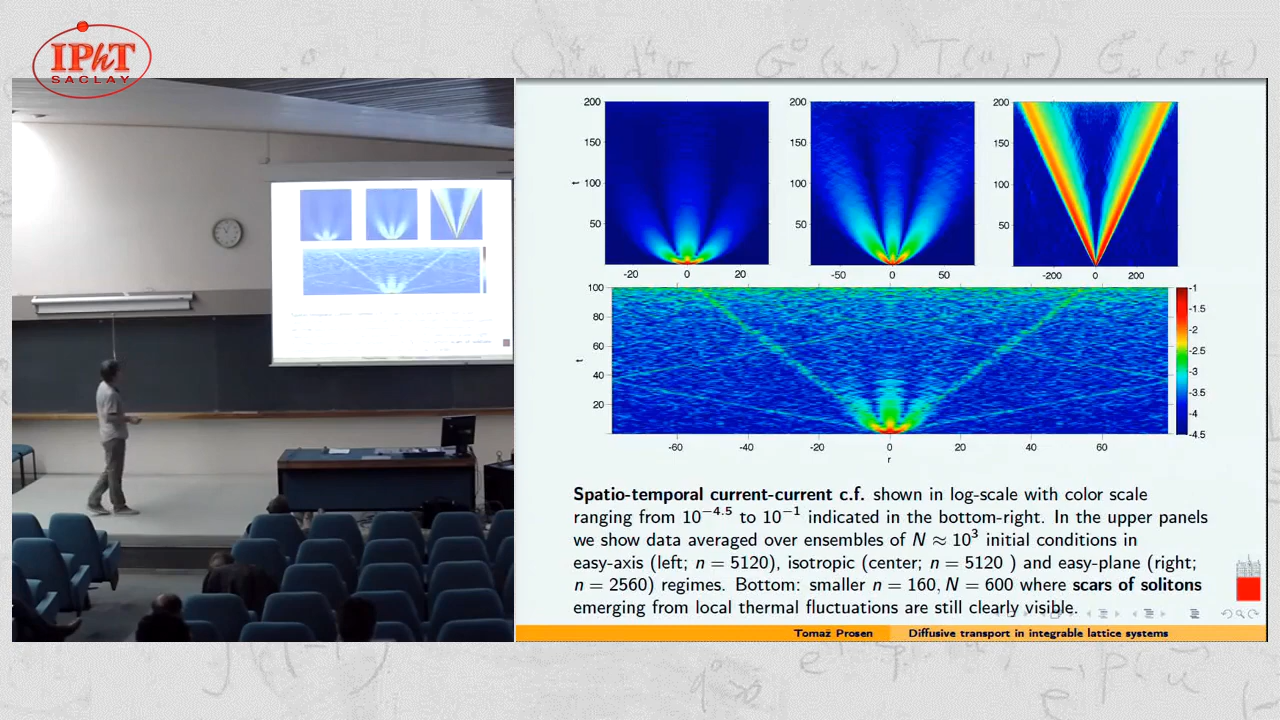 IPhT
SACLAY
200
150
t 100
50
-20 0 20
200
150
100
50
-50 0 50
200
150
100
50
-200 0 200
100
80
60
t
40
20
-60 -40 -20 0 20 40 60
r
-1
-1.5
-2
-2.5
-3
-3.5
-4
-4.5
Spatio-temporal current-current c.f. shown in log-scale with color scale
ranging from 10^{-4.5} to 10^{-1} indicated in the bottom-right. In the upper panels
we show data averaged over ensembles of N ≈ 10^3 initial conditions in
easy-axis (left; n = 5120), isotropic (center; n = 5120 ) and easy-plane (right;
n = 2560) regimes. Bottom: smaller n = 160, N = 600 where scars of solitons
emerging from local thermal fluctuations are still clearly visible.
Tomaž Prosen Diffusive transport in integrable lattice systems